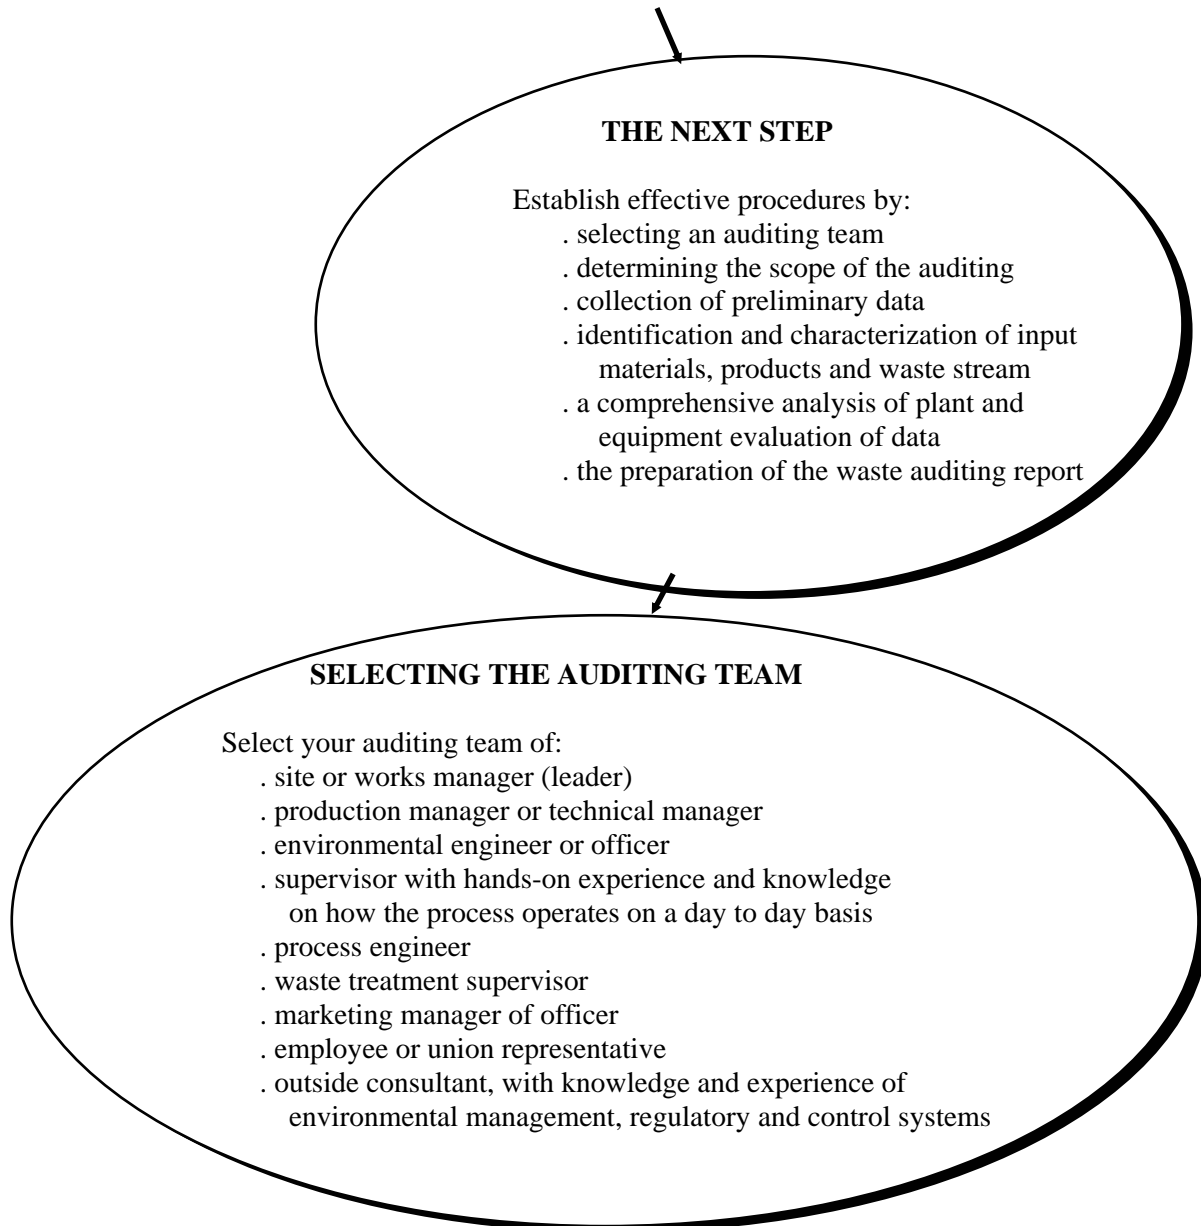 THE NEXT STEP
Establish effective procedures by:
. selecting an auditing team
. determining the scope of the auditing
. collection of preliminary data
. identification and characterization of input
materials, products and waste stream
. a comprehensive analysis of plant and
equipment evaluation of data
. the preparation of the waste auditing report
SELECTING THE AUDITING TEAM
Select your auditing team of:
. site or works manager (leader)
. production manager or technical manager
. environmental engineer or officer
. supervisor with hands-on experience and knowledge
on how the process operates on a day to day basis
. process engineer
. waste treatment supervisor
. marketing manager of officer
. employee or union representative
. outside consultant, with knowledge and experience of
environmental management, regulatory and control systems